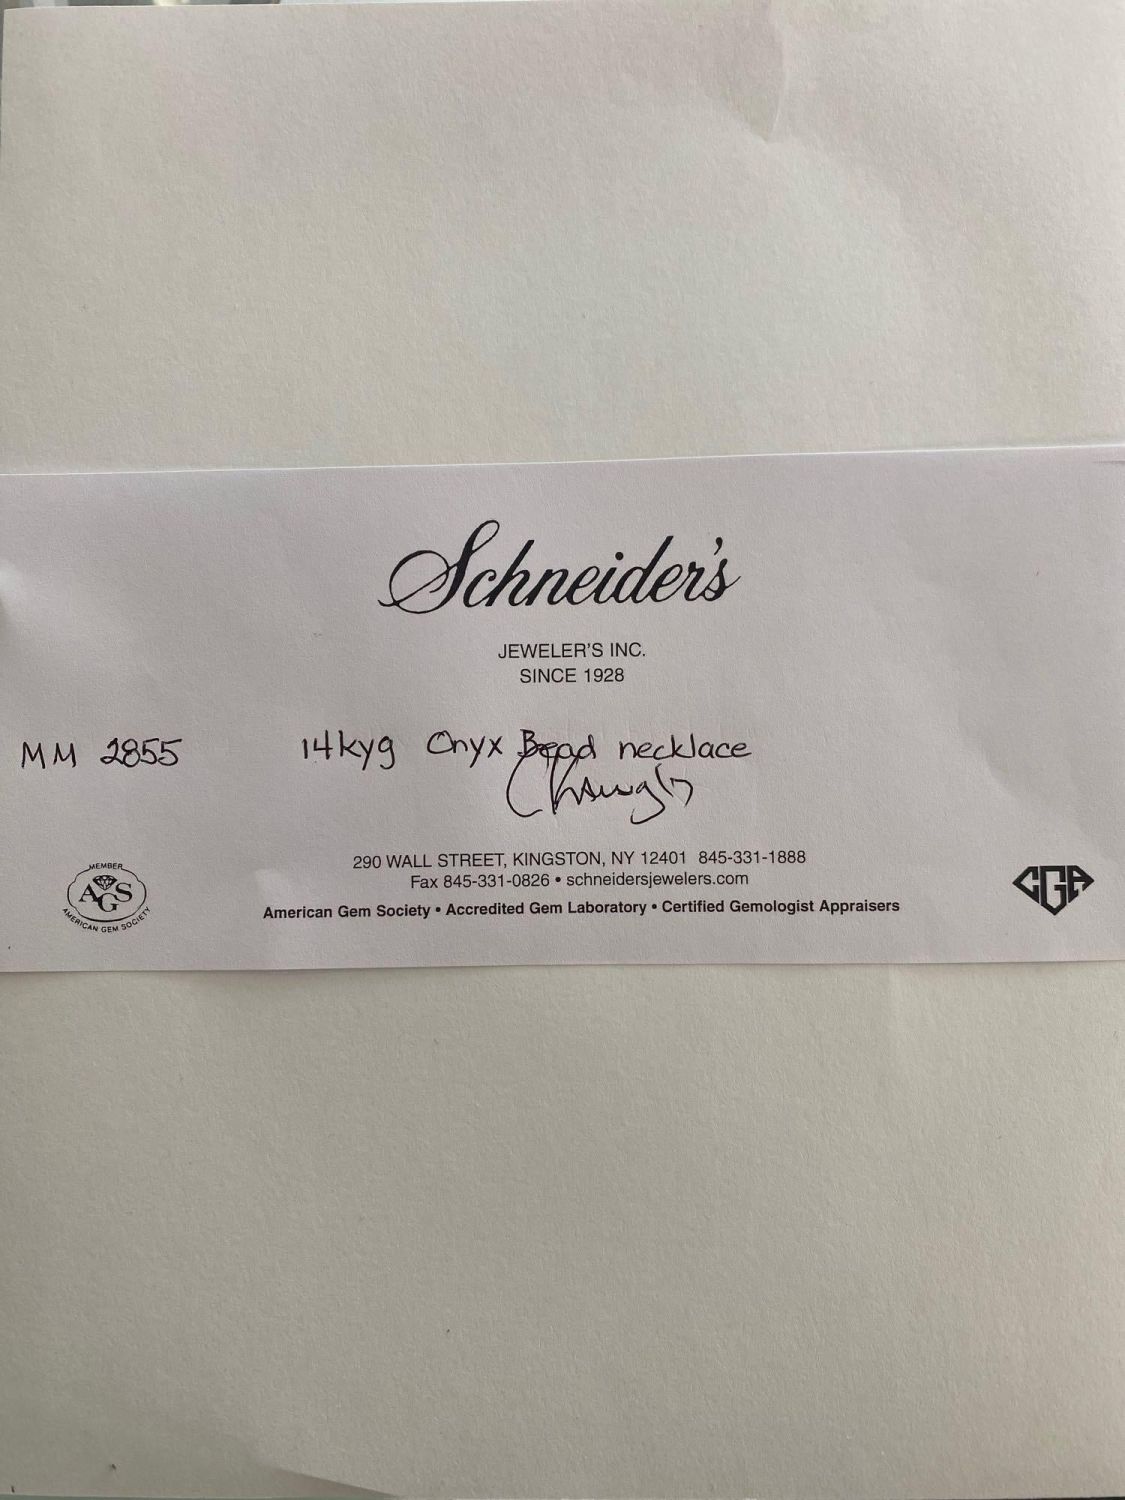 Schneider's
JEWELER'S INC.
SINCE 1928
MM 2855 14kyg Onyx Bead necklace
290 WALL STREET, KINGSTON, NY 12401 845-331-1888
Fax 845-331-0826 • schneidersjewelers.com
American Gem Society • Accredited Gem Laboratory • Certified Gemologist Appraisers
MEMBER
AGS
AMERICAN GEM SOCIETY
CGA